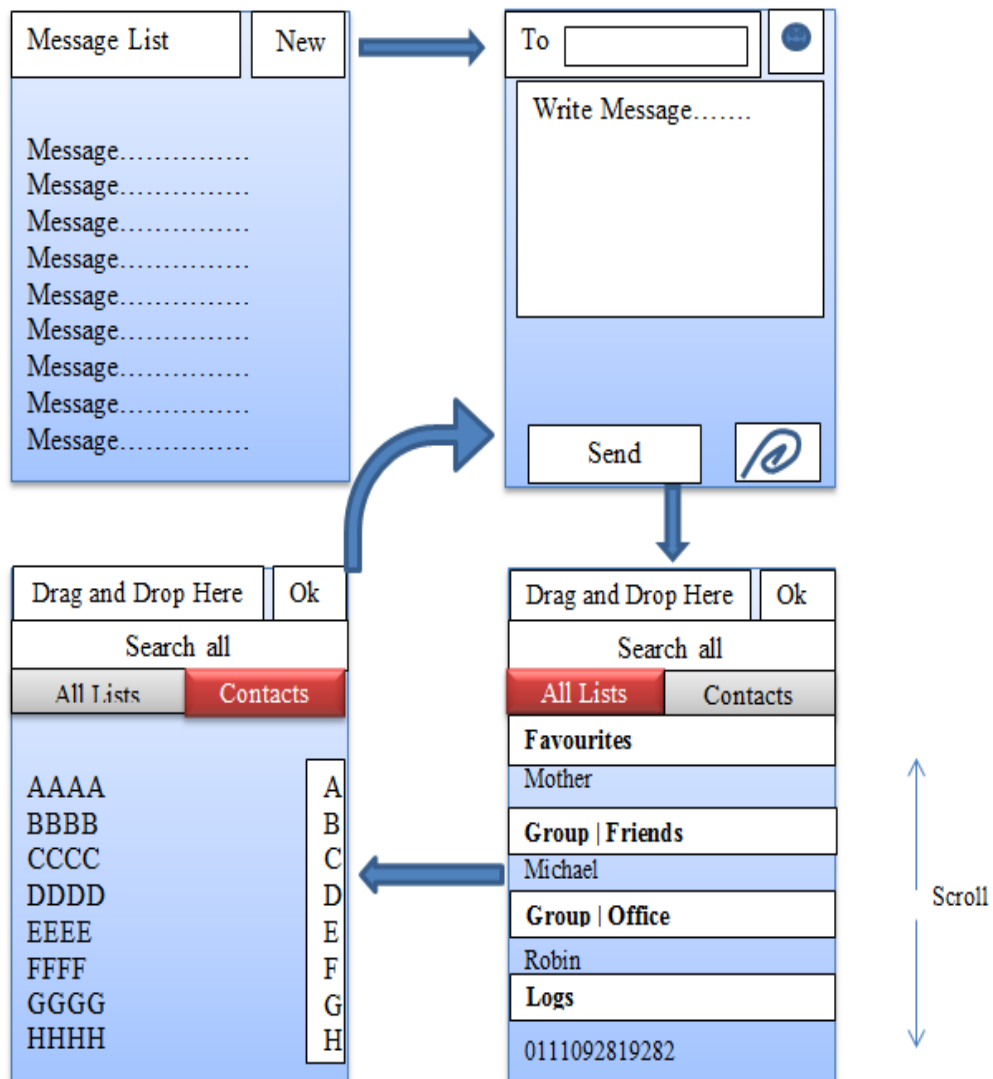 Message List
New
Message...............
Message...............
Message...............
Message...............
Message...............
Message...............
Message...............
Message...............
Message...............
To
Write Message.......
Send
Drag and Drop Here
Ok
Search all
All Lists
Contacts
AAAA
BBBB
CCCC
DDDD
EEEE
FFFF
GGGG
HHHH
A
B
C
D
E
F
G
H
Drag and Drop Here
Ok
Search all
All Lists
Contacts
Favourites
Mother
Group | Friends
Michael
Group | Office
Robin
Logs
0111092819282
Scroll